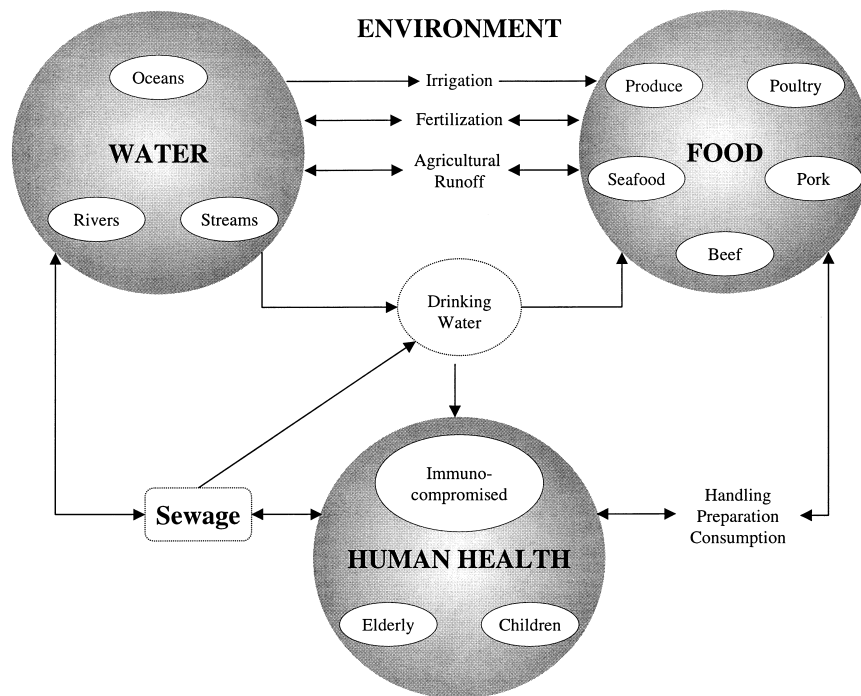 ENVIRONMENT
Oceans
WATER
Rivers
Streams
Irrigation
Fertilization
Agricultural
Runoff
Produce
Poultry
FOOD
Seafood
Pork
Beef
Drinking
Water
Sewage
Immuno-
compromised
HUMAN HEALTH
Elderly
Children
Handling
Preparation
Consumption